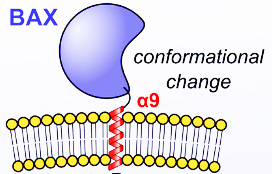 BAX
conformational
change
α9